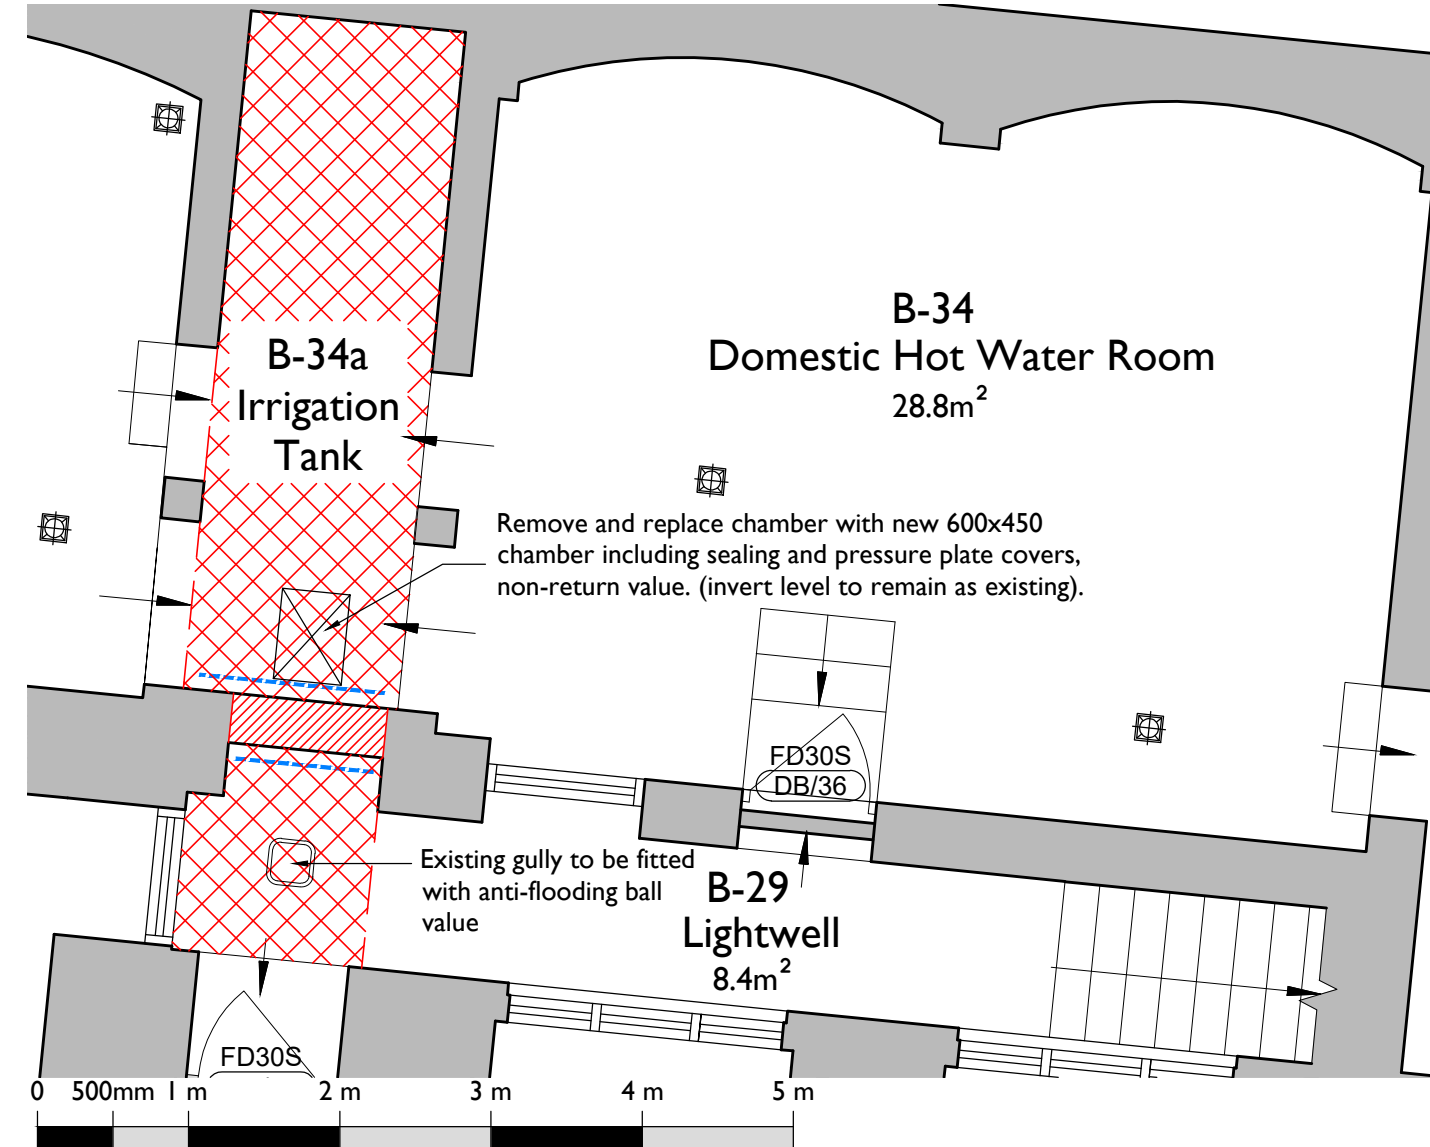 B-34
Domestic Hot Water Room
28.8m²
B-34a
Irrigation
Tank
Remove and replace chamber with new 600x450
chamber including sealing and pressure plate covers,
non-return value. (invert level to remain as existing).
FD30S
DB/36
Existing gully to be fitted
with anti-flooding ball
value
B-29
Lightwell
8.4m²
FD30S
0 500mm 1 m 2 m 3 m 4 m 5 m